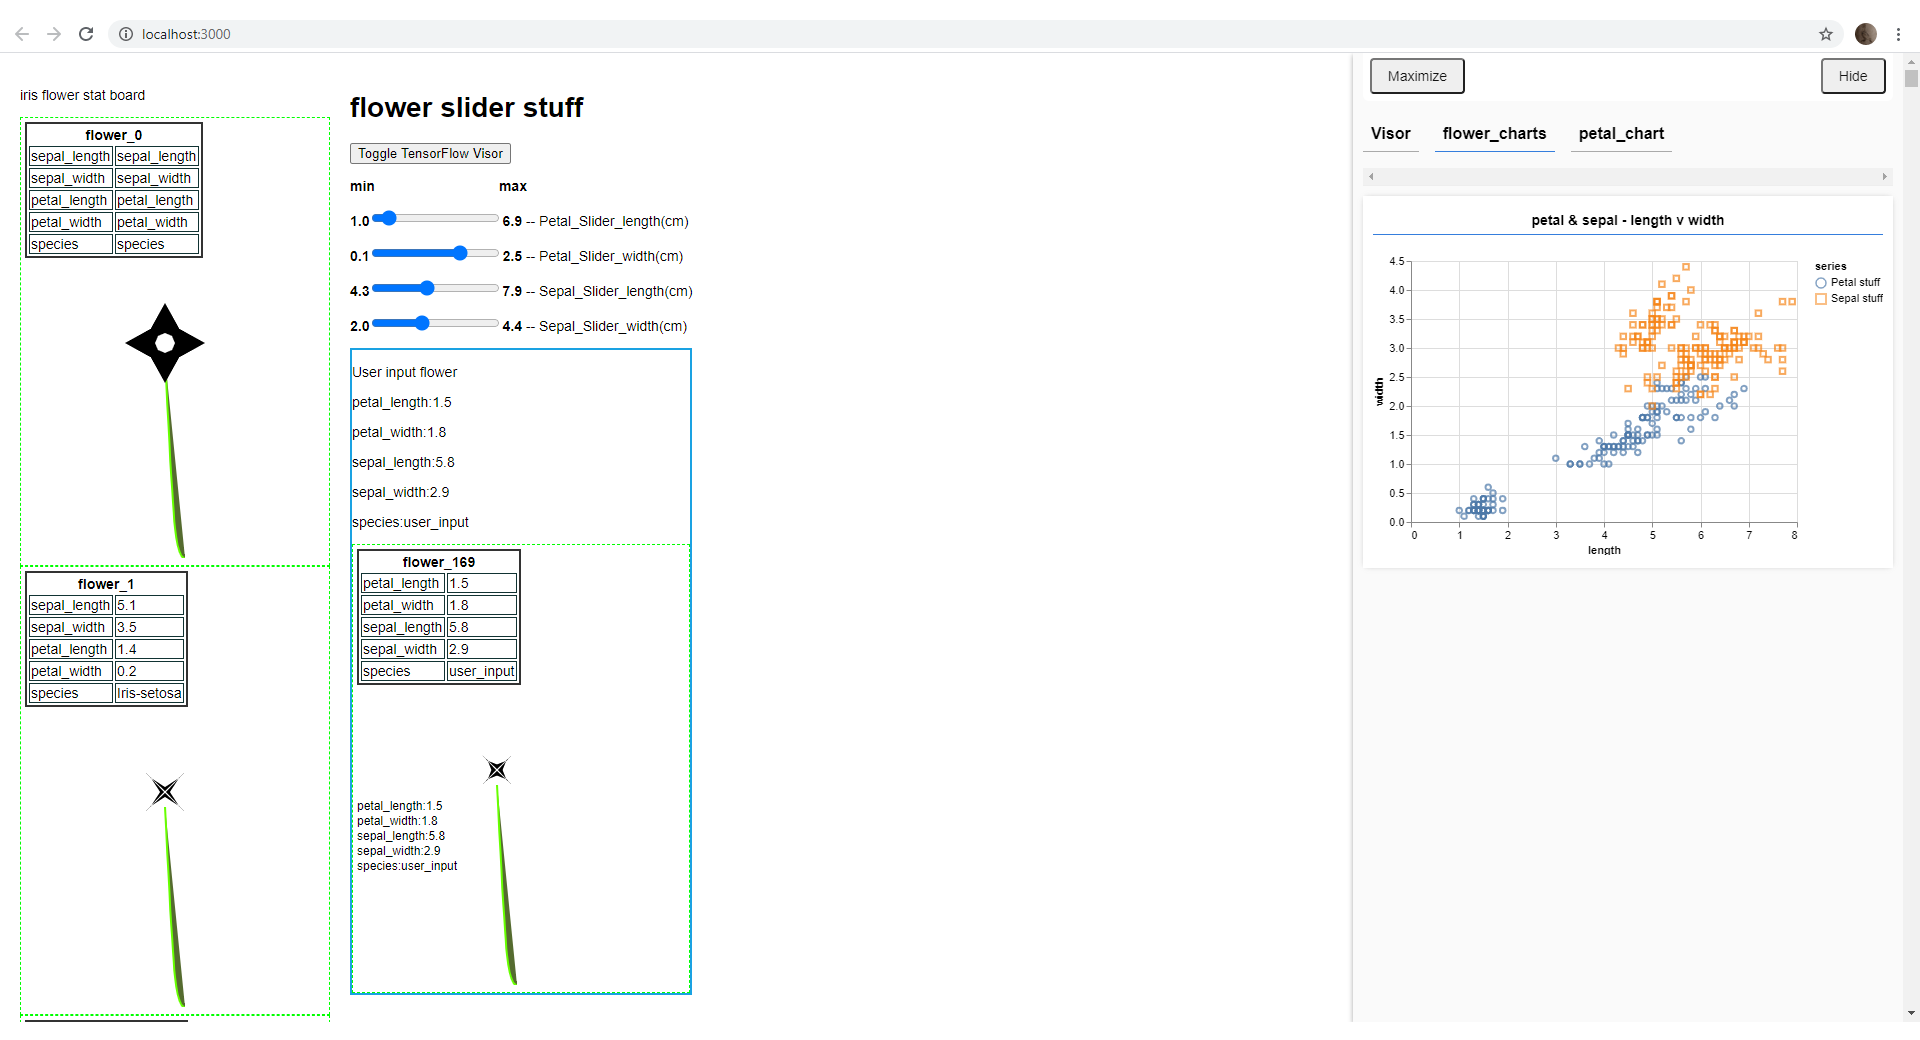 localhost:3000
iris flower stat board
flower_0
sepal_length sepal_length
sepal_width sepal_width
petal_length petal_length
petal_width petal_width
species species
flower_1
sepal_length 5.1
sepal_width 3.5
petal_length 1.4
petal_width 0.2
species Iris-setosa
flower slider stuff
Toggle TensorFlow Visor
min max
1.0 6.9 -- Petal_Slider_length(cm)
0.1 2.5 -- Petal_Slider_width(cm)
4.3 7.9 -- Sepal_Slider_length(cm)
2.0 4.4 -- Sepal_Slider_width(cm)
User input flower
petal_length:1.5
petal_width:1.8
sepal_length:5.8
sepal_width:2.9
species:user_input
flower_169
petal_length 1.5
petal_width 1.8
sepal_length 5.8
sepal_width 2.9
species user_input
petal_length:1.5
petal_width:1.8
sepal_length:5.8
sepal_width:2.9
species:user_input
Maximize Hide
Visor flower_charts petal_chart
petal & sepal - length v width
4.5
4.0
3.5
3.0
2.5
2.0
1.5
1.0
0.5
0.0
width
0 1 2 3 4 5 6 7 8
length
series
Petal stuff
Sepal stuff